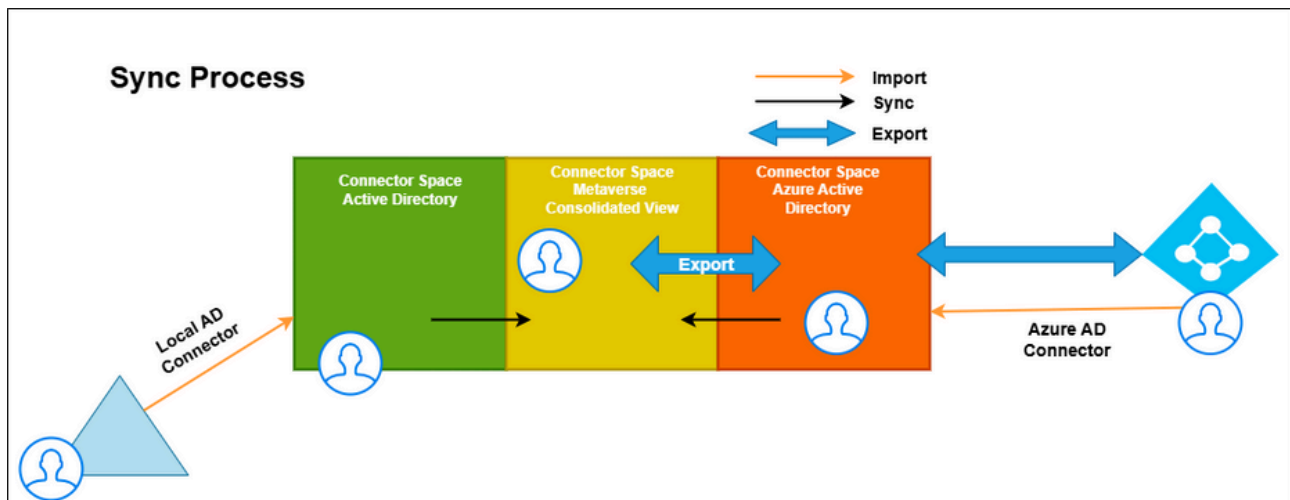 Sync Process
Import
Sync
Export
Connector Space
Active Directory
Connector Space
Metaverse
Consolidated View
Connector Space
Azure Active
Directory
Export
Local AD
Connector
Azure AD
Connector